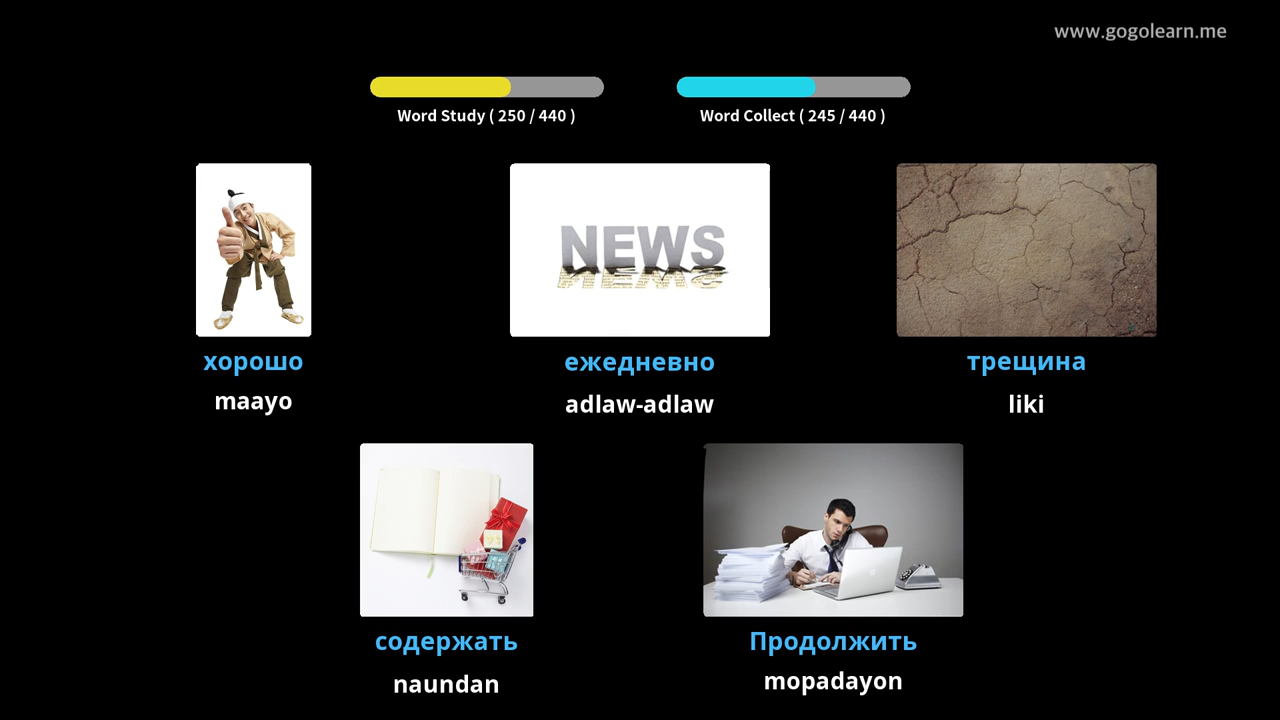 www.gogolearn.me
Word Study ( 250 / 440 )
Word Collect ( 245 / 440 )
NEWS
хорошо
maayo
ежедневно
adlaw-adlaw
трещина
liki
содержать
naundan
Продолжить
mopadayon